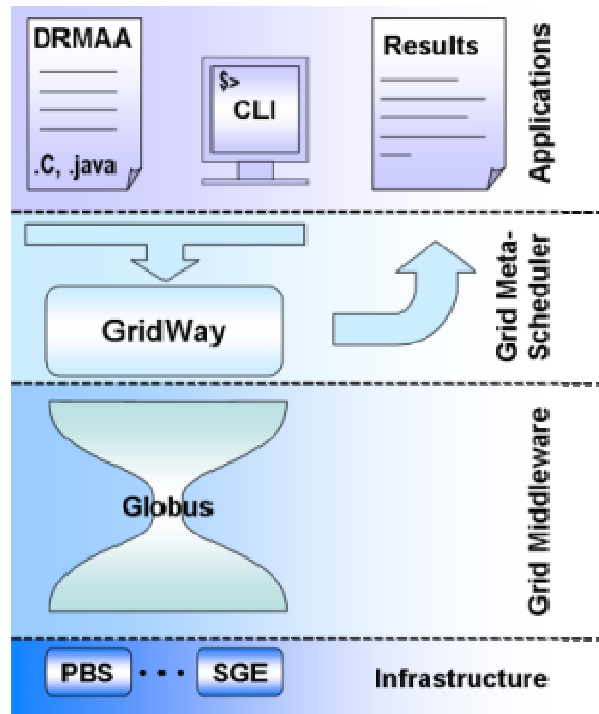 DRMAA
.C, .java
$>
CLI
Results
Applications
GridWay
Grid Meta-
Scheduler
Globus
Grid Middleware
PBS
...
SGE
Infrastructure